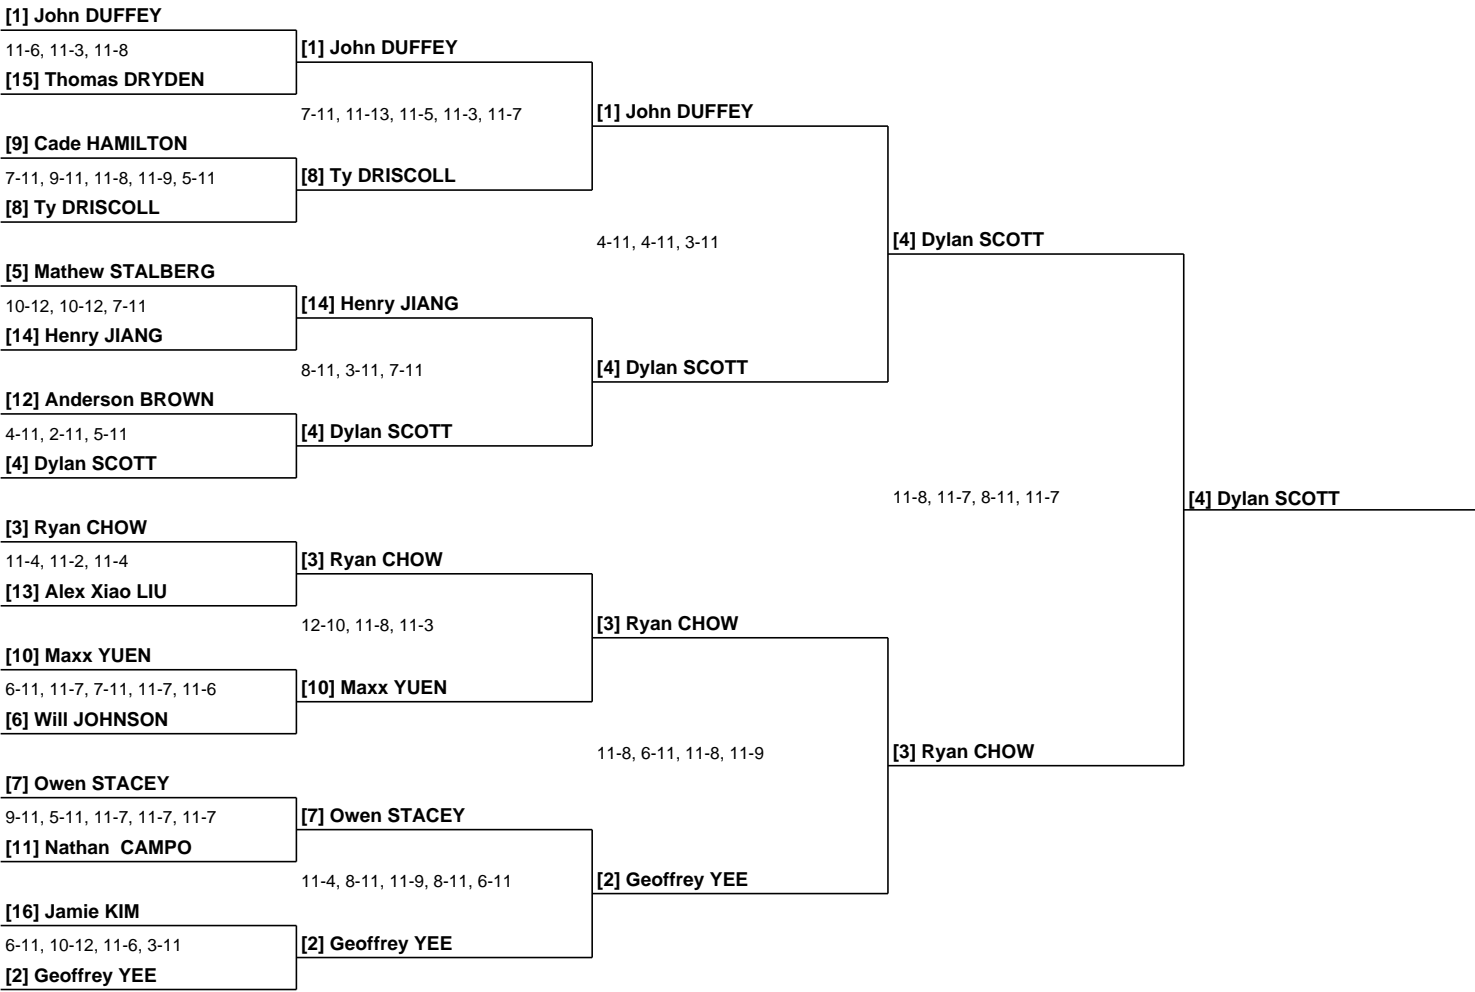 [1] John DUFFEY
11-6, 11-3, 11-8
[15] Thomas DRYDEN
[9] Cade HAMILTON
7-11, 9-11, 11-8, 11-9, 5-11
[8] Ty DRISCOLL
[5] Mathew STALBERG
10-12, 10-12, 7-11
[14] Henry JIANG
[12] Anderson BROWN
4-11, 2-11, 5-11
[4] Dylan SCOTT
[3] Ryan CHOW
11-4, 11-2, 11-4
[13] Alex Xiao LIU
[10] Maxx YUEN
6-11, 11-7, 7-11, 11-7, 11-6
[6] Will JOHNSON
[7] Owen STACEY
9-11, 5-11, 11-7, 11-7, 11-7
[11] Nathan  CAMPO
[16] Jamie KIM
6-11, 10-12, 11-6, 3-11
[2] Geoffrey YEE
[1] John DUFFEY
7-11, 11-13, 11-5, 11-3, 11-7
[8] Ty DRISCOLL
[14] Henry JIANG
8-11, 3-11, 7-11
[4] Dylan SCOTT
[3] Ryan CHOW
12-10, 11-8, 11-3
[10] Maxx YUEN
[7] Owen STACEY
11-4, 8-11, 11-9, 8-11, 6-11
[2] Geoffrey YEE
[1] John DUFFEY
4-11, 4-11, 3-11
[4] Dylan SCOTT
[3] Ryan CHOW
11-8, 6-11, 11-8, 11-9
[2] Geoffrey YEE
[4] Dylan SCOTT
11-8, 11-7, 8-11, 11-7
[3] Ryan CHOW
[4] Dylan SCOTT